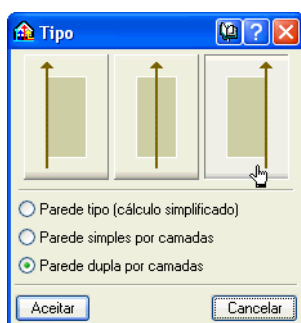 Tipo
Parede tipo (cálculo simplificado)
Parede simples por camadas
Parede dupla por camadas
Aceitar
Cancelar